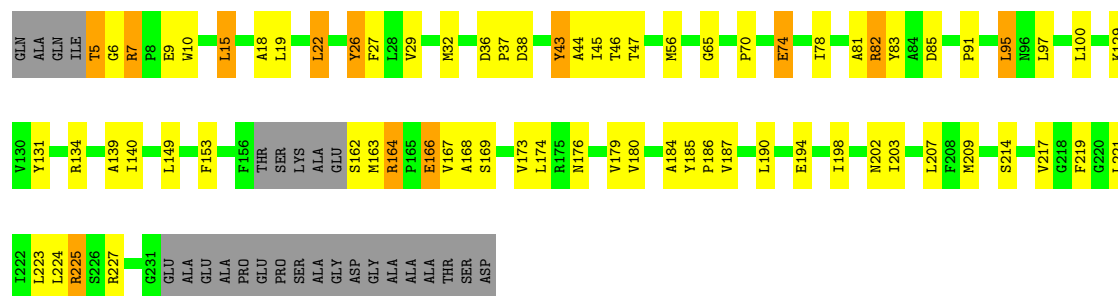 GLN ALA GLN ILE T5 G6 R7 P8 E9 W10 L15 A18 L19 L22 Y26 F27 L28 V29 M32 D36 P37 D38 Y43 A44 I45 T46 T47 M56 G65 P70 E74 I78 A81 R82 Y83 A84 D85 P91 L95 N96 L97 L100 K129
V130 Y131 R134 A139 I140 L149 F153 F156 THR SER LYS ALA GLU S162 M163 R164 P165 E166 V167 A168 S169 V173 L174 R175 N176 V179 V180 A184 Y185 P186 V187 L190 E194 I198 N202 I203 L207 F208 M209 S214 V217 G218 F219 G220 L221
I222 L223 L224 R225 S226 R227 G231 GLU ALA GLU ALA PRO GLU PRO SER ALA GLY ASP GLY ALA ALA ALA THR SER ASP